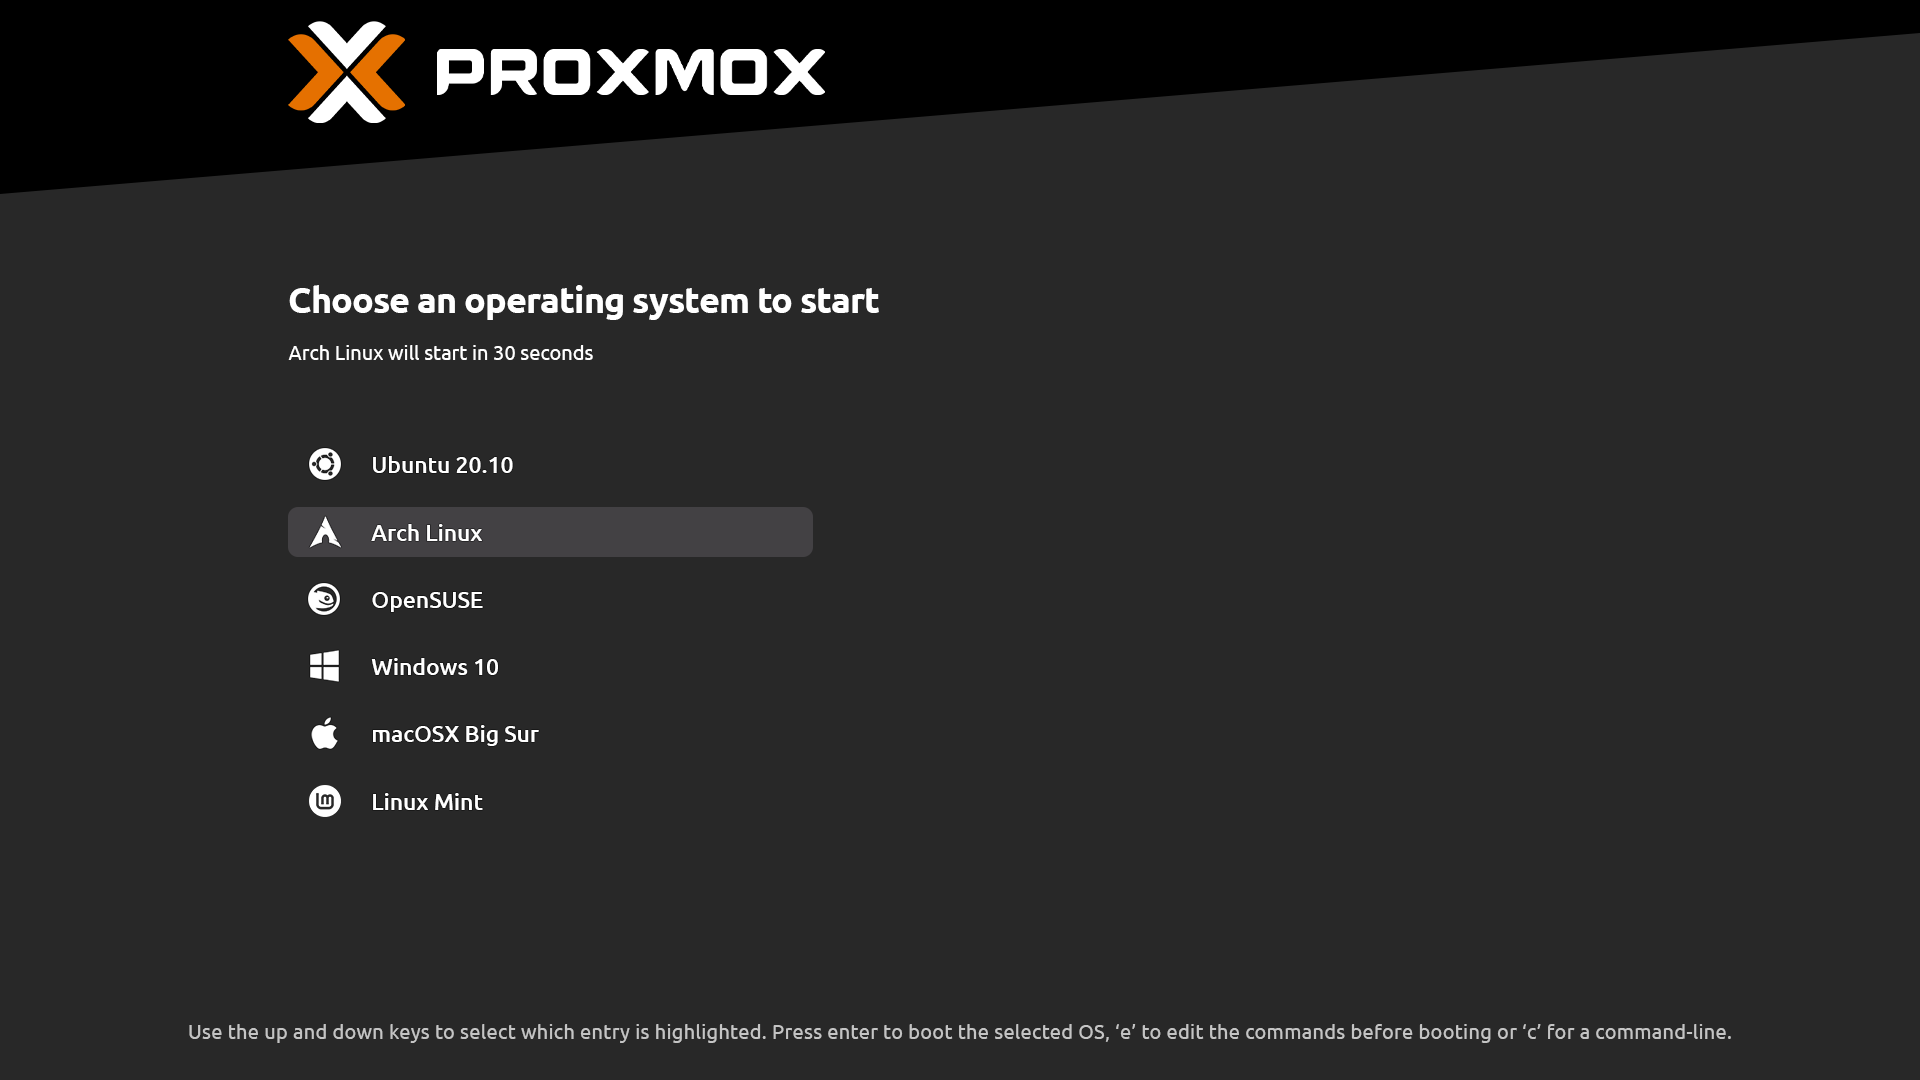 PROXMOX
Choose an operating system to start
Arch Linux will start in 30 seconds
Ubuntu 20.10
Arch Linux
OpenSUSE
Windows 10
macOSX Big Sur
Linux Mint
Use the up and down keys to select which entry is highlighted. Press enter to boot the selected OS, ‘e’ to edit the commands before booting or ‘c’ for a command-line.